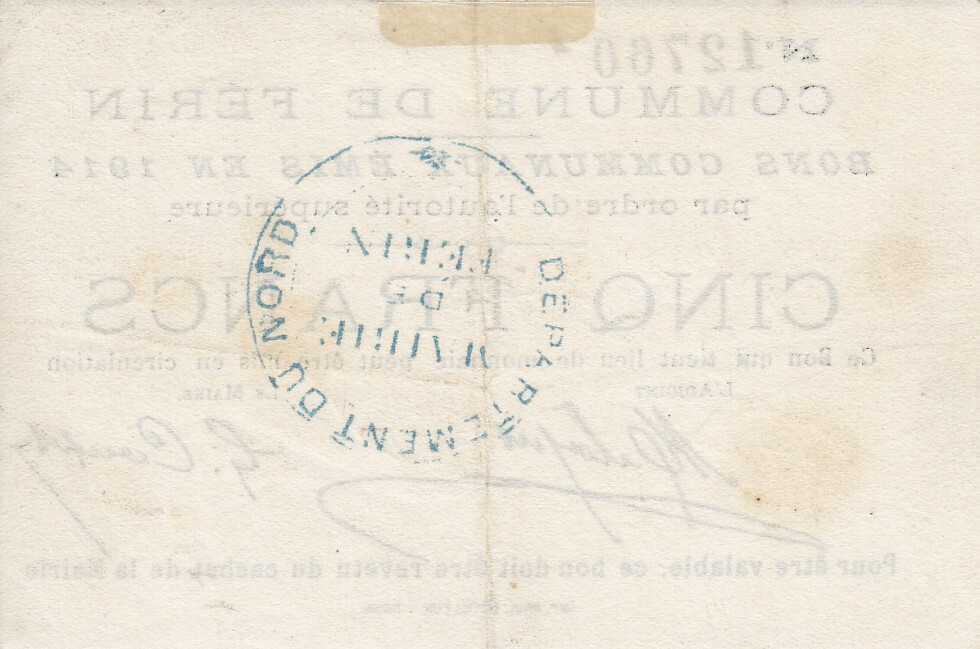 N° 12760
COMMUNE DE FÉRIN
BONS COMMUNAUX ÉMIS EN 1914
par ordre de l'autorité supérieure
CINQ FRANCS
Ce Bon qui tient lieu de monnaie peut être mis en circulation
L'ADJOINT
LE MAIRE,
Pour être valable, ce bon doit être revêtu du cachet de la Mairie
DÉPARTEMENT DU NORD.
MAIRIE
DE
FERIN